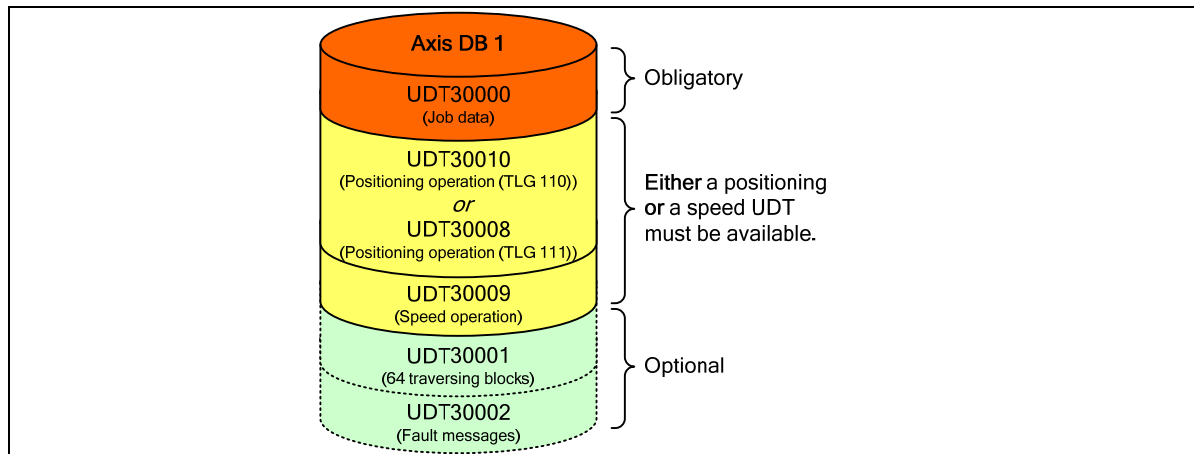 Axis DB 1
UDT30000
(Job data)
Obligatory
UDT30010
(Positioning operation (TLG 110))
or
UDT30008
(Positioning operation (TLG 111))
UDT30009
(Speed operation)
Either a positioning
or a speed UDT
must be available.
UDT30001
(64 traversing blocks)
UDT30002
(Fault messages)
Optional